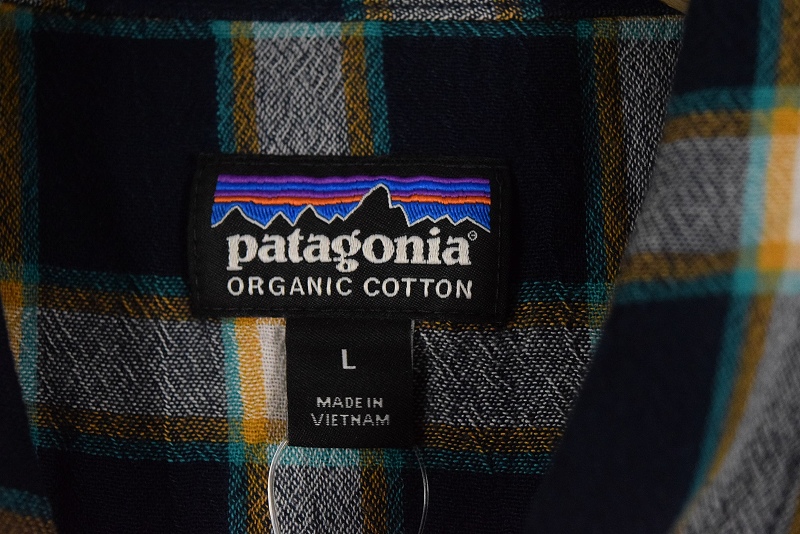 patagonia®
ORGANIC COTTON
L
MADE IN
VIETNAM